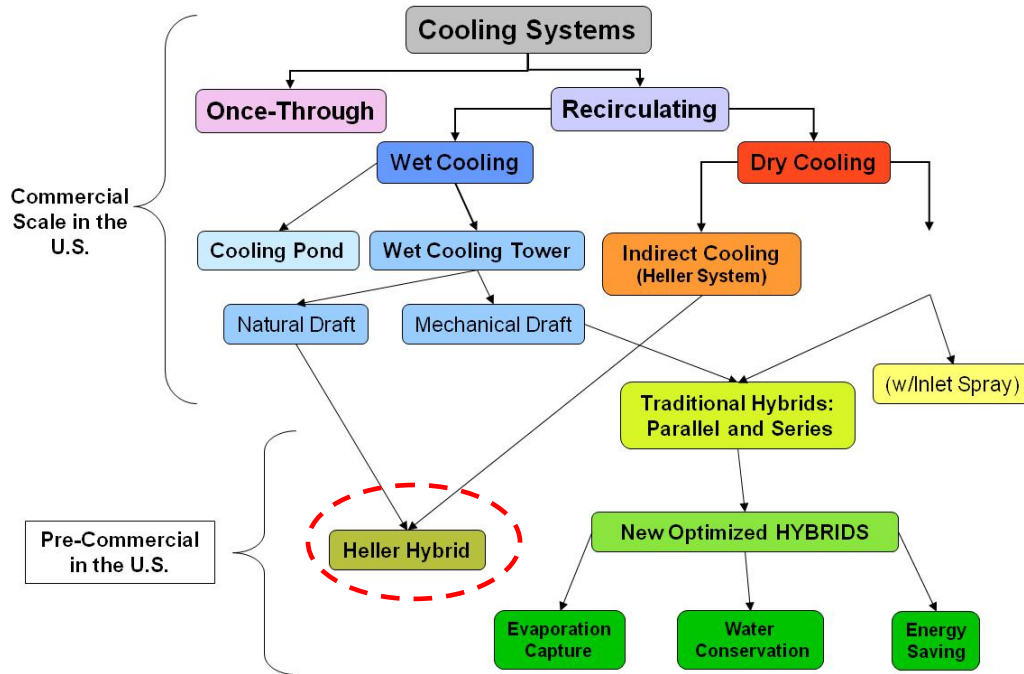 Cooling Systems
Once-Through
Recirculating
Wet Cooling
Dry Cooling
Commercial
Scale in the
U.S.
Cooling Pond
Wet Cooling Tower
Indirect Cooling
(Heller System)
Natural Draft
Mechanical Draft
(w/Inlet Spray)
Traditional Hybrids:
Parallel and Series
Pre-Commercial
in the U.S.
Heller Hybrid
New Optimized HYBRIDS
Evaporation
Capture
Water
Conservation
Energy
Saving